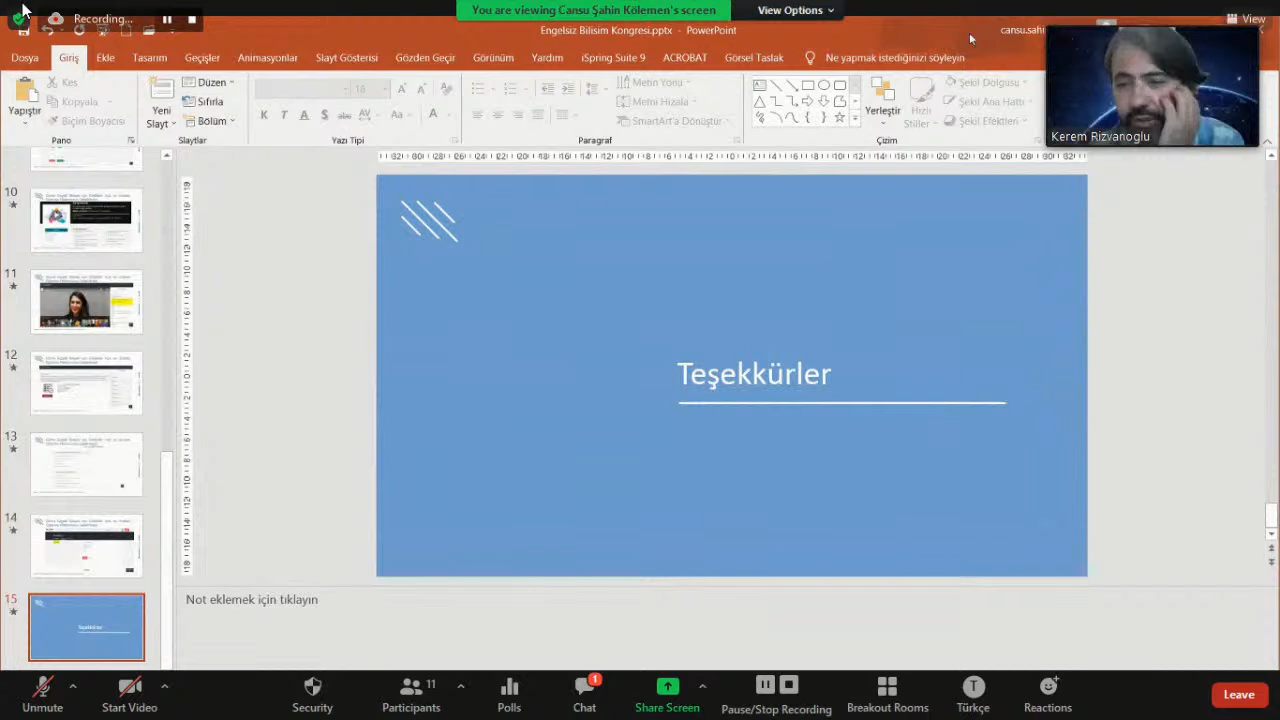 Recording...
You are viewing Cansu Şahin Kölemen's screen
View Options
View
Engelsiz Bilisim Kongresi.pptx - PowerPoint
cansu.sahi
Dosya
Giriş
Ekle
Tasarım
Geçişler
Animasyonlar
Slayt Gösterisi
Gözden Geçir
Görünüm
Yardım
iSpring Suite 9
ACROBAT
Görsel Taslak
Ne yapmak istediğinizi söyleyin
Yapıştır
Kes
Kopyala
Biçim Boyacısı
Yeni
Slayt
Düzen
Sıfırla
Bölüm
Metin Yönü
Metni Hizala
SmartArt'a Dönüştür
Yerleştir
Hızlı
Stiller
Şekil Dolgusu
Şekil Ana Hattı
Şekil Efektleri
Pano
Slaytlar
Yazı Tipi
Paragraf
Çizim
Kerem Rizvanoglu
10
11
12
13
14
15
Teşekkürler
Teşekkürler
Not eklemek için tıklayın
Unmute
Start Video
Security
Participants
11
Polls
Chat
1
Share Screen
Pause/Stop Recording
Breakout Rooms
Türkçe
Reactions
Leave